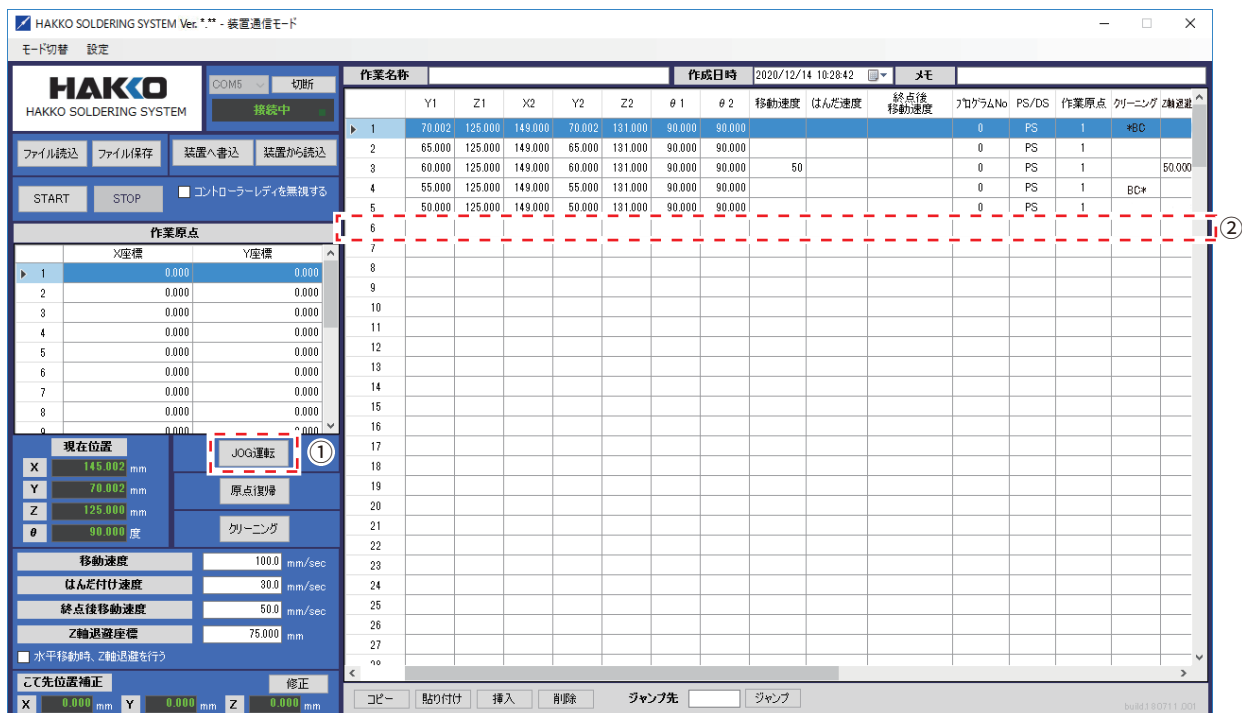 HAKKO SOLDERING SYSTEM Ver. *.** - 装置通信モード
モード切替 設定
HAKKO
HAKKO SOLDERING SYSTEM
COM5 切断
接続中
ファイル読込 ファイル保存 装置へ書込 装置から読込
START STOP コントローラーレディを無視する
作業原点
X座標 Y座標
1 0.000 0.000
2 0.000 0.000
3 0.000 0.000
4 0.000 0.000
5 0.000 0.000
6 0.000 0.000
7 0.000 0.000
8 0.000 0.000
9 0.000 0.000
現在位置
X 145.002 mm
Y 70.002 mm
Z 125.000 mm
θ 90.000 度
JOG運転 ①
原点復帰
クリーニング
移動速度 100.0 mm/sec
はんだ付け速度 30.0 mm/sec
終点後移動速度 50.0 mm/sec
Z軸退避座標 75.000 mm
水平移動時、Z軸退避を行う
こて先位置補正 修正
X 0.000 mm Y 0.000 mm Z 0.000 mm
作業名称 作成日時 2020/12/14 10:28:42 メモ
Y1 Z1 X2 Y2 Z2 θ1 θ2 移動速度 はんだ速度 終点後移動速度 プログラムNo PS/DS 作業原点 クリーニング Z軸退避
1 70.002 125.000 149.000 70.002 131.000 90.000 90.000 0 PS 1 *BC
2 65.000 125.000 149.000 65.000 131.000 90.000 90.000 0 PS 1
3 60.000 125.000 149.000 60.000 131.000 90.000 90.000 50 0 PS 1 50.000
4 55.000 125.000 149.000 55.000 131.000 90.000 90.000 0 PS 1 BC*
5 50.000 125.000 149.000 50.000 131.000 90.000 90.000 0 PS 1
6 ②
7
8
9
10
11
12
13
14
15
16
17
18
19
20
21
22
23
24
25
26
27
28
コピー 貼り付け 挿入 削除 ジャンプ先 ジャンプ
build.180711.001